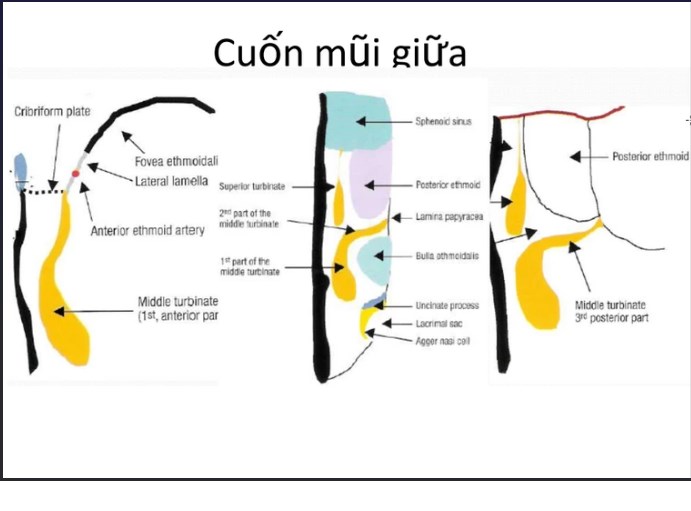 Cuốn mũi giữa
Cribriform plate
Fovea ethmoidali
Lateral lamella
Anterior ethmoid artery
Middle turbinate
(1st, anterior par
Sphenoid sinus
Superior turbinate
Posterior ethmoid
2nd part of the
middle turbinate
Lamina papyracea
1st part of the
middle turbinate
Bulla ethmoidalis
Uncinate process
Lacrimal sac
Agger nasi cell
Posterior ethmoid
Middle turbinate
3rd posterior part